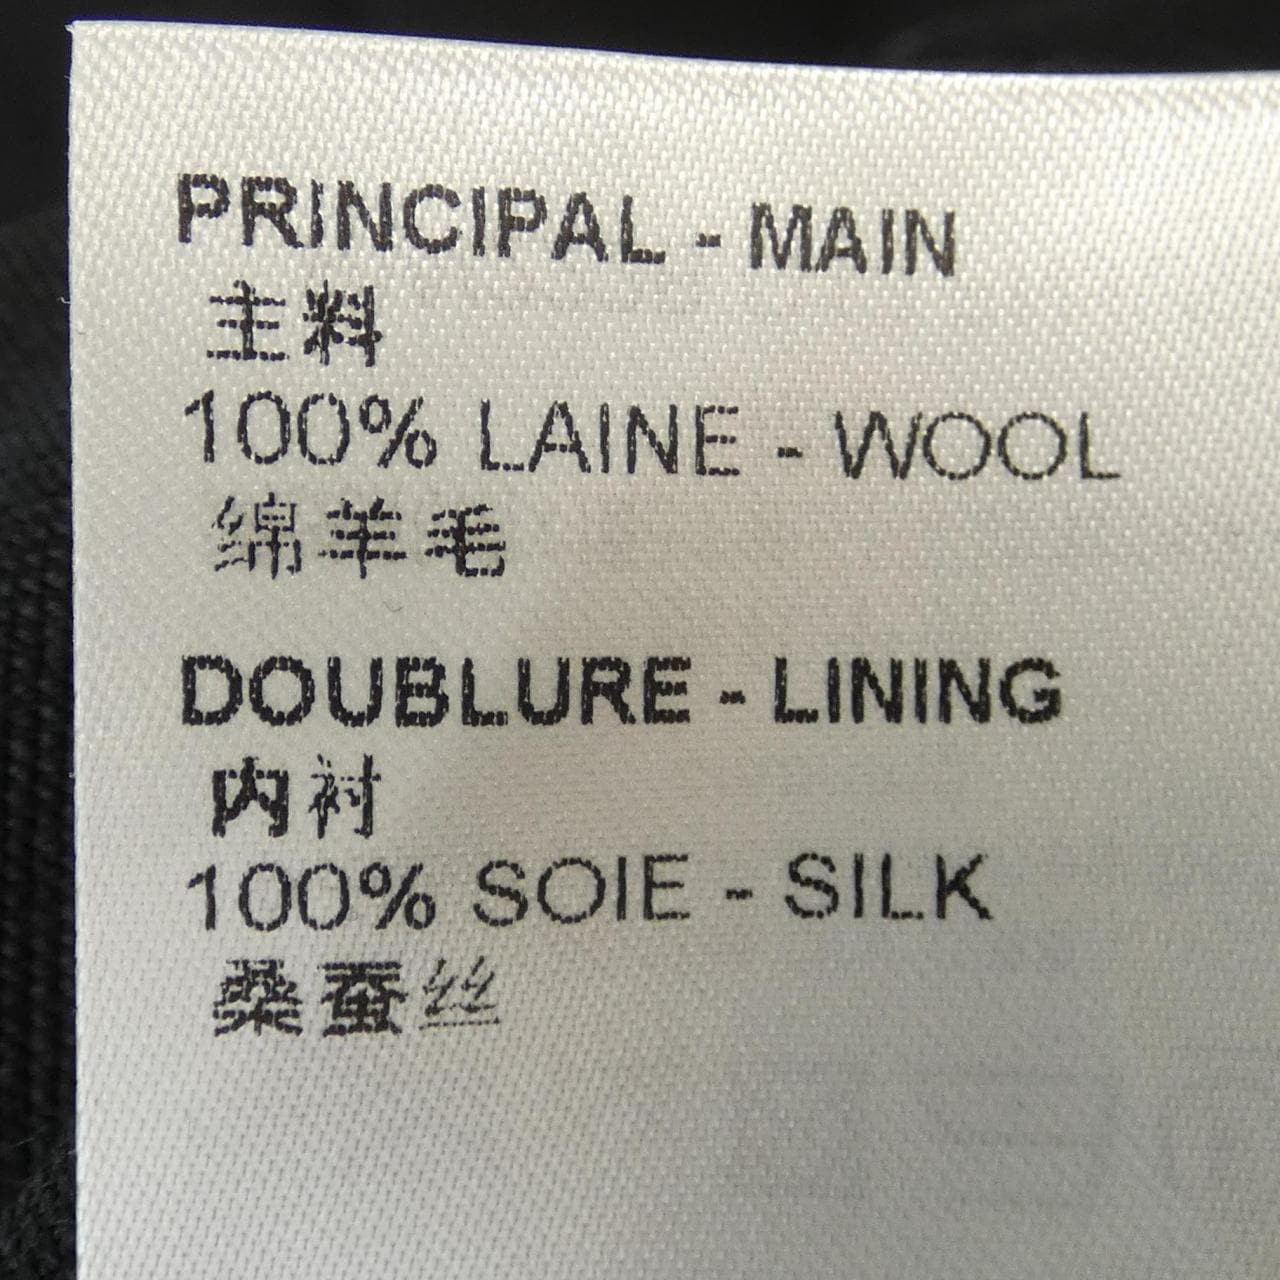 PRINCIPAL - MAIN
主料
100% LAINE - WOOL
绵羊毛
DOUBLURE - LINING
内衬
100% SOIE - SILK
桑蚕丝